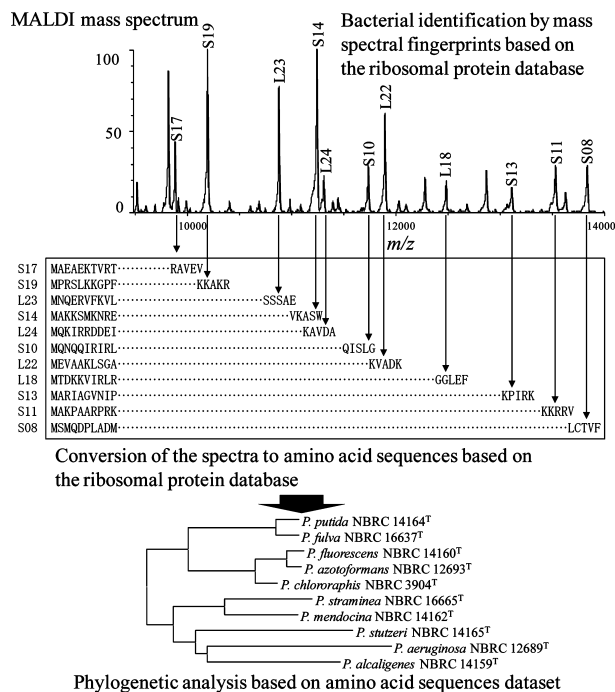 MALDI mass spectrum
Bacterial identification by mass
spectral fingerprints based on
the ribosomal protein database
100
50
0
S17
S19
L23
S14
L24
S10
L22
L18
S13
S11
S08
10000
12000
14000
m/z
S17 MAEAEKTVRT RAVEV
S19 MPRSLKKGPF KKAKR
L23 MNQERVFKVL SSSAE
S14 MAKKSMKNRE VKASW
L24 MQKIRRDDEI KAVDA
S10 MQNQQIRIRL QISLG
L22 MEVAAKLSGA KVADK
L18 MTDKKVIRLR GGLEF
S13 MARIAGVNIP KPIRK
S11 MAKPAARPRK KKRRV
S08 MSMQDPLADM LCTVF
Conversion of the spectra to amino acid sequences based on
the ribosomal protein database
P. putida NBRC 14164ᵀ
P. fulva NBRC 16637ᵀ
P. fluorescens NBRC 14160ᵀ
P. azotoformans NBRC 12693ᵀ
P. chlororaphis NBRC 3904ᵀ
P. straminea NBRC 16665ᵀ
P. mendocina NBRC 14162ᵀ
P. stutzeri NBRC 14165ᵀ
P. aeruginosa NBRC 12689ᵀ
P. alcaligenes NBRC 14159ᵀ
Phylogenetic analysis based on amino acid sequences dataset